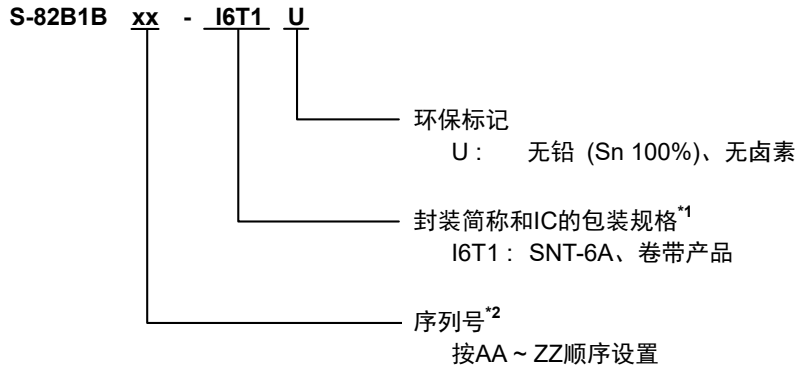 S-82B1B xx - I6T1 U
环保标记
U : 无铅 (Sn 100%)、无卤素
封装简称和IC的包装规格*1
I6T1 : SNT-6A、卷带产品
序列号*2
按AA ~ ZZ顺序设置